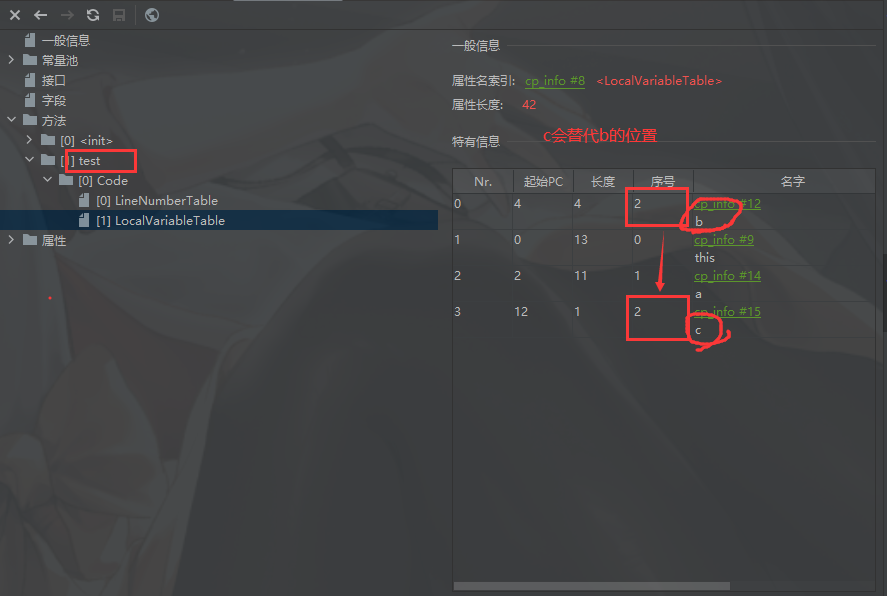 一般信息
常量池
接口
字段
方法
[0] <init>
[1] test
[0] Code
[0] LineNumberTable
[1] LocalVariableTable
属性
一般信息
属性名索引: cp_info #8 <LocalVariableTable>
属性长度: 42
特有信息
c会替代b的位置
Nr. 起始PC 长度 序号 名字
0 4 4 2 cp_info #12
b
1 0 13 0 cp_info #9
this
2 2 11 1 cp_info #14
a
3 12 1 2 cp_info #15
c